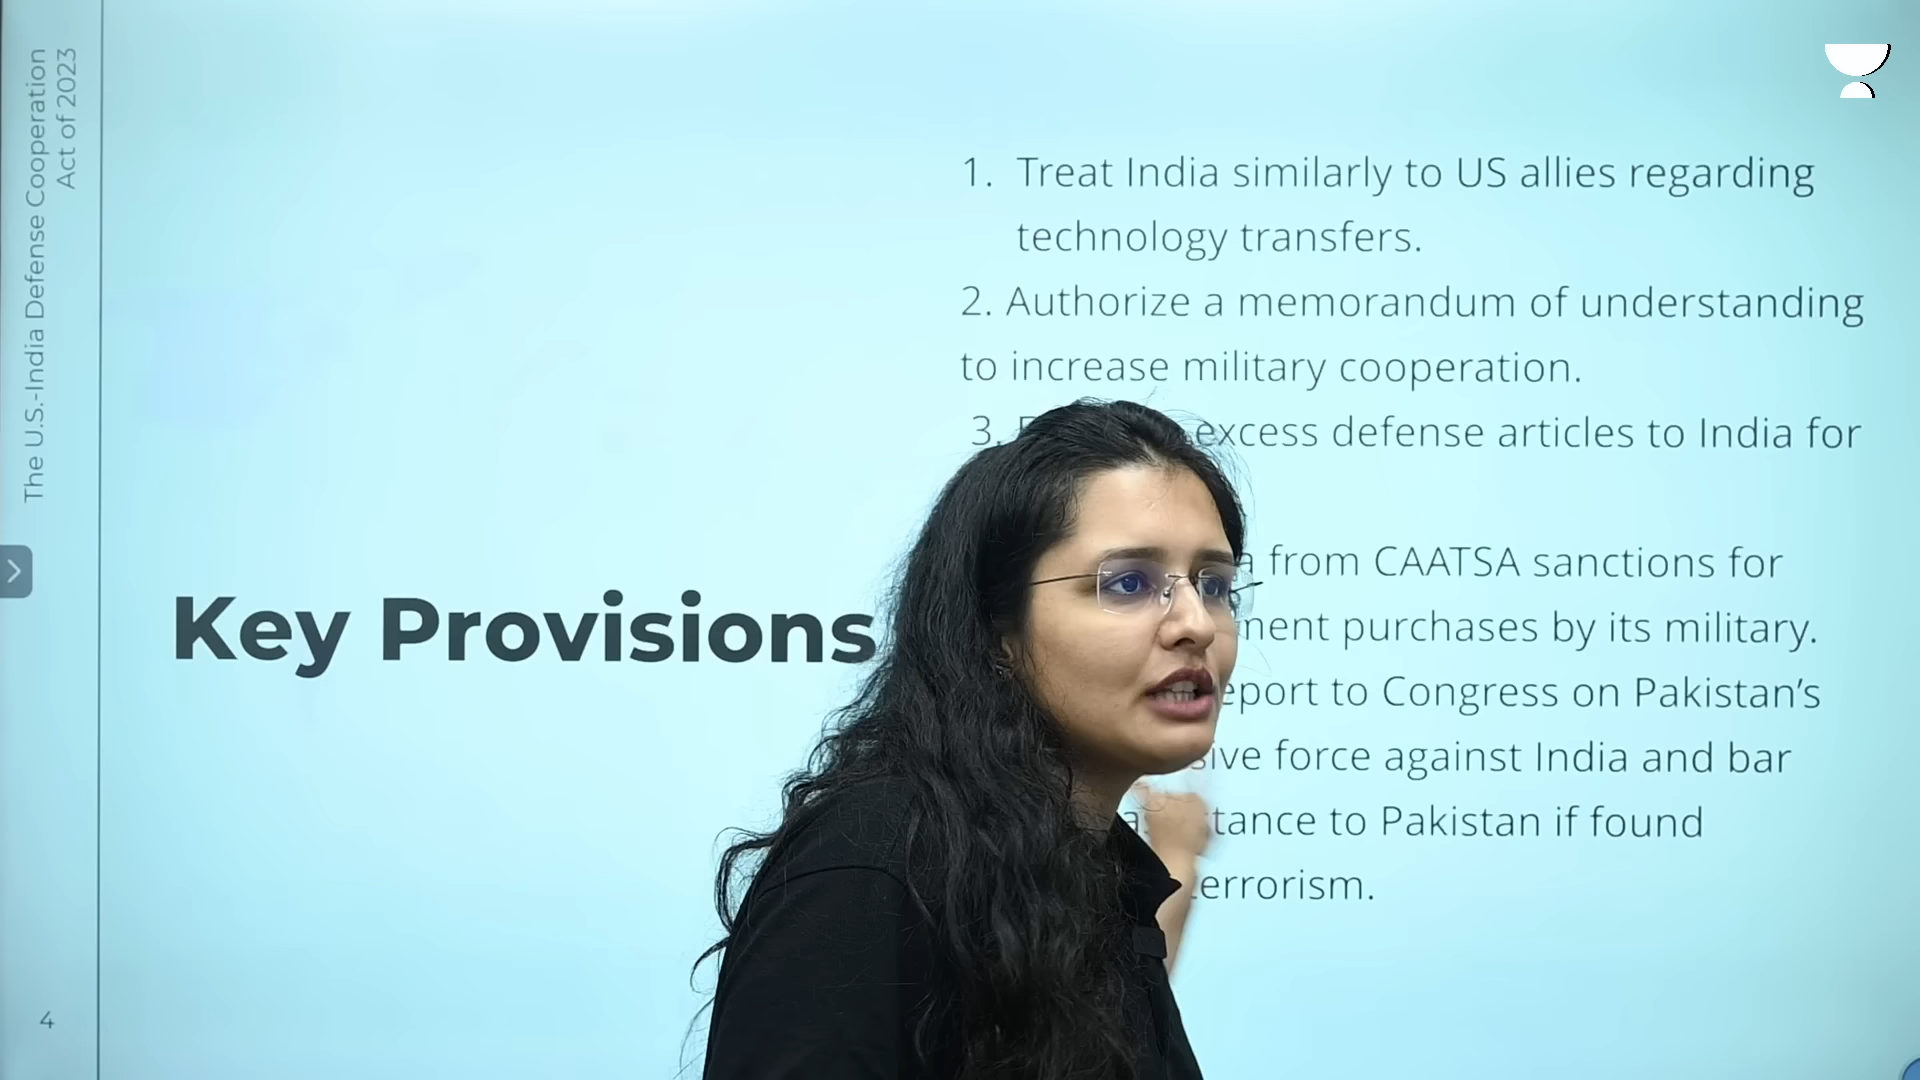 The U.S.-India Defense Cooperation
Act of 2023
1. Treat India similarly to US allies regarding
technology transfers.
2. Authorize a memorandum of understanding
to increase military cooperation.
3. excess defense articles to India for
from CAATSA sanctions for
purchases by its military.
to Congress on Pakistan’s
force against India and bar
to Pakistan if found
Key Provisions
4